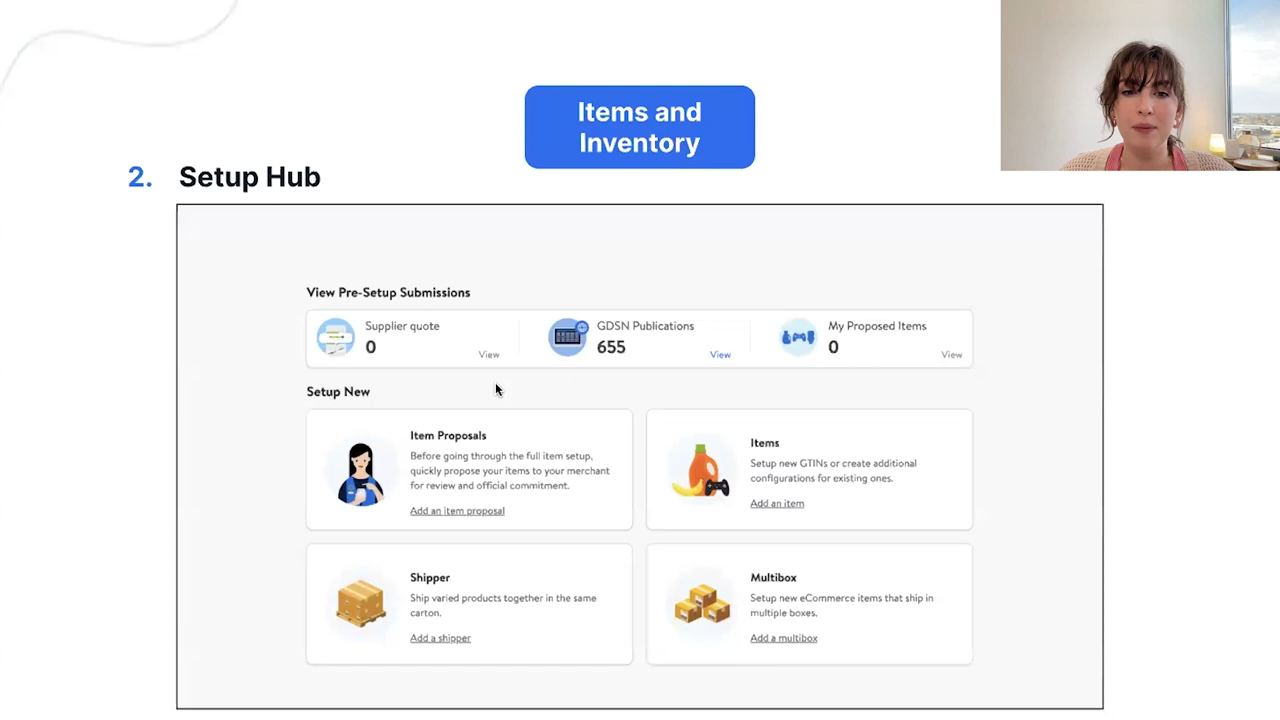 Items and
Inventory
2. Setup Hub
View Pre-Setup Submissions
Supplier quote
0
View
GDSN Publications
655
View
My Proposed Items
0
View
Setup New
Item Proposals
Before going through the full item setup,
quickly propose your items to your merchant
for review and official commitment.
Add an item proposal
Items
Setup new GTINs or create additional
configurations for existing ones.
Add an item
Shipper
Ship varied products together in the same
carton.
Add a shipper
Multibox
Setup new eCommerce items that ship in
multiple boxes.
Add a multibox